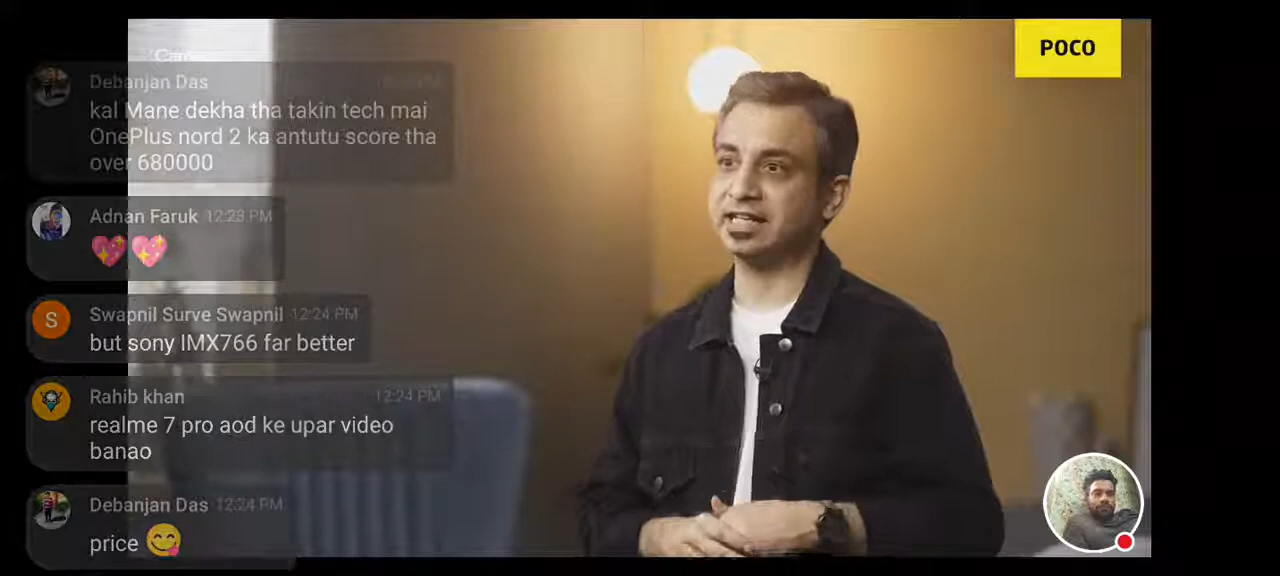 POCO
Debanjan Das
kal Mane dekha tha takin tech mai
OnePlus nord 2 ka antutu score tha
over 680000
Adnan Faruk 12:23 PM
💖💖
S
Swapnil Surve Swapnil 12:24 PM
but sony IMX766 far better
Rahib khan 12:24 PM
realme 7 pro aod ke upar video
banao
Debanjan Das 12:24 PM
price 😋